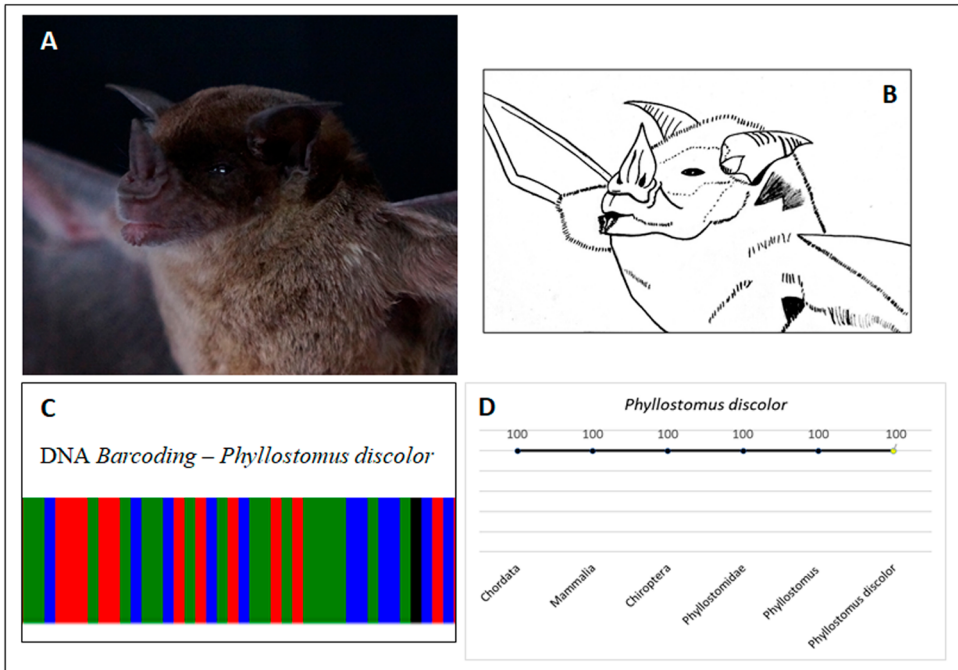 A
B
C
DNA Barcoding – Phyllostomus discolor
D
Phyllostomus discolor
100 100 100 100 100 100
Chordata
Mammalia
Chiroptera
Phyllostomidae
Phyllostomus
Phyllostomus discolor